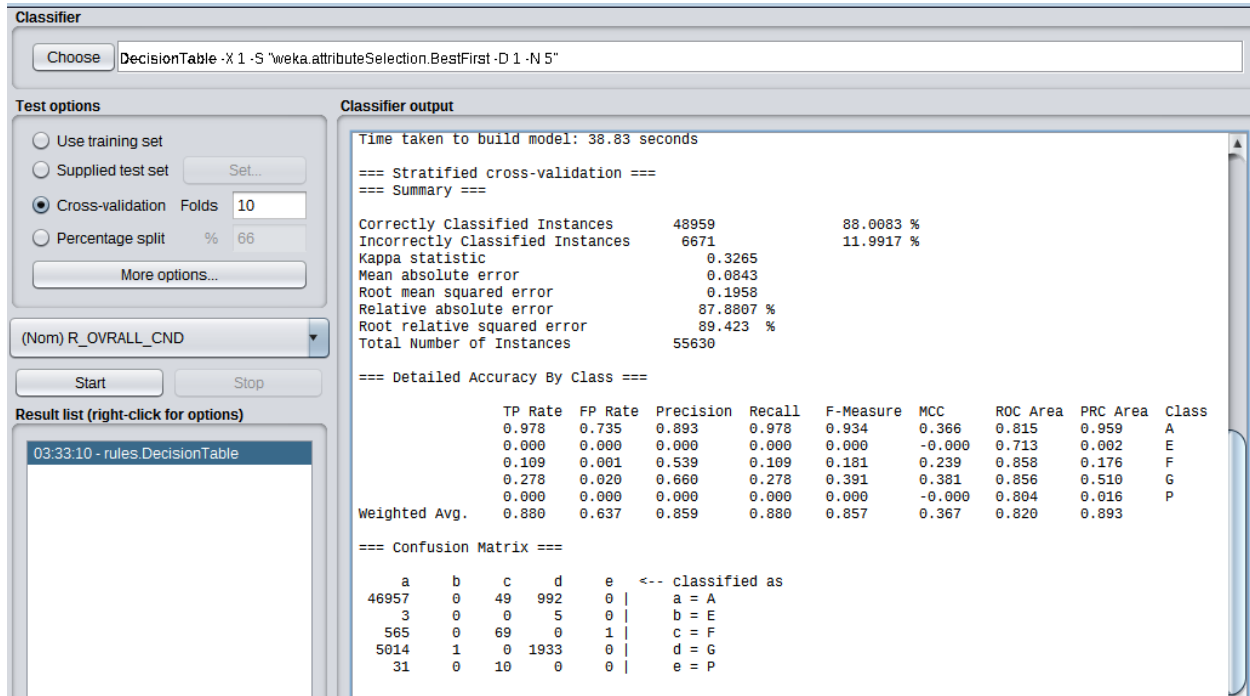 Classifier
Choose DecisionTable -X 1 -S "weka.attributeSelection.BestFirst -D 1 -N 5"
Test options
Use training set
Supplied test set Set...
Cross-validation Folds 10
Percentage split % 66
More options...
(Nom) R_OVRALL_CND
Start Stop
Result list (right-click for options)
03:33:10 - rules.DecisionTable
Classifier output
Time taken to build model: 38.83 seconds
=== Stratified cross-validation ===
=== Summary ===
Correctly Classified Instances 48959 88.0083 %
Incorrectly Classified Instances 6671 11.9917 %
Kappa statistic 0.3265
Mean absolute error 0.0843
Root mean squared error 0.1958
Relative absolute error 87.8807 %
Root relative squared error 89.423 %
Total Number of Instances 55630
=== Detailed Accuracy By Class ===
TP Rate FP Rate Precision Recall F-Measure MCC ROC Area PRC Area Class
0.978 0.735 0.893 0.978 0.934 0.366 0.815 0.959 A
0.000 0.000 0.000 0.000 0.000 -0.000 0.713 0.002 E
0.109 0.001 0.539 0.109 0.181 0.239 0.858 0.176 F
0.278 0.020 0.660 0.278 0.391 0.381 0.856 0.510 G
0.000 0.000 0.000 0.000 0.000 -0.000 0.804 0.016 P
Weighted Avg. 0.880 0.637 0.859 0.880 0.857 0.367 0.820 0.893
=== Confusion Matrix ===
a b c d e <-- classified as
46957 0 49 992 0 | a = A
3 0 0 5 0 | b = E
565 0 69 0 1 | c = F
5014 1 0 1933 0 | d = G
31 0 10 0 0 | e = P